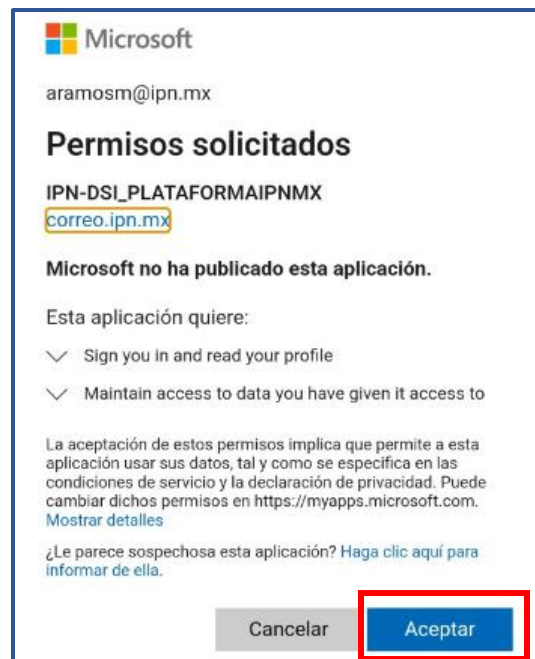 Microsoft
aramosm@ipn.mx
Permisos solicitados
IPN-DSI_PLATAFORMAIPNMX
correo.ipn.mx
Microsoft no ha publicado esta aplicación.
Esta aplicación quiere:
Sign you in and read your profile
Maintain access to data you have given it access to
La aceptación de estos permisos implica que permite a esta
aplicación usar sus datos, tal y como se especifica en las
condiciones de servicio y la declaración de privacidad. Puede
cambiar dichos permisos en https://myapps.microsoft.com.
Mostrar detalles
¿Le parece sospechosa esta aplicación? Haga clic aquí para
informar de ella.
Cancelar Aceptar